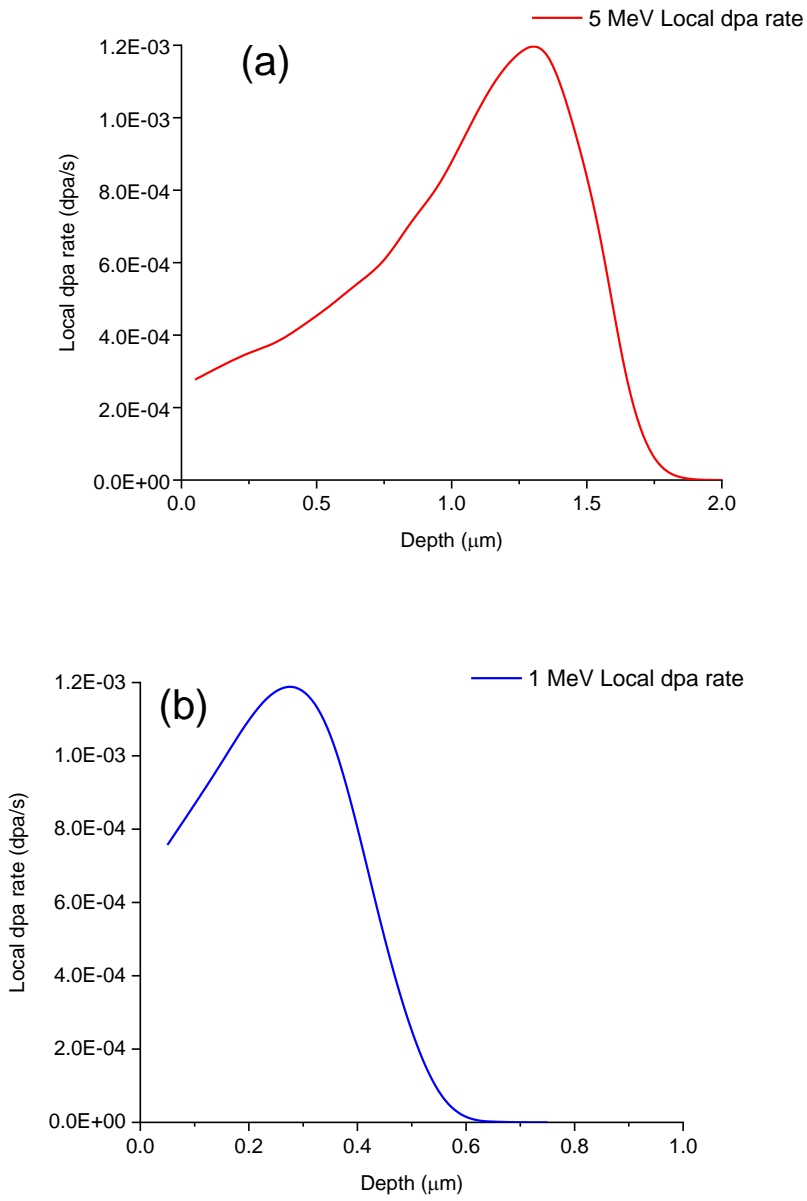 5 MeV Local dpa rate
(a)
1.2E-03
1.0E-03
8.0E-04
6.0E-04
4.0E-04
2.0E-04
0.0E+00
Local dpa rate (dpa/s)
0.0 0.5 1.0 1.5 2.0
Depth (μm)
1 MeV Local dpa rate
(b)
1.2E-03
1.0E-03
8.0E-04
6.0E-04
4.0E-04
2.0E-04
0.0E+00
Local dpa rate (dpa/s)
0.0 0.2 0.4 0.6 0.8 1.0
Depth (μm)